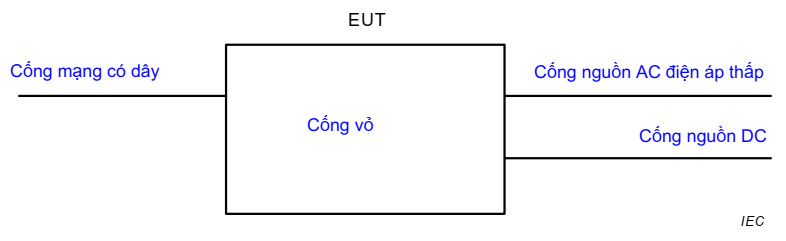 EUT
Cổng mạng có dây
Cổng nguồn AC điện áp thấp
Cổng vỏ
Cổng nguồn DC
IEC